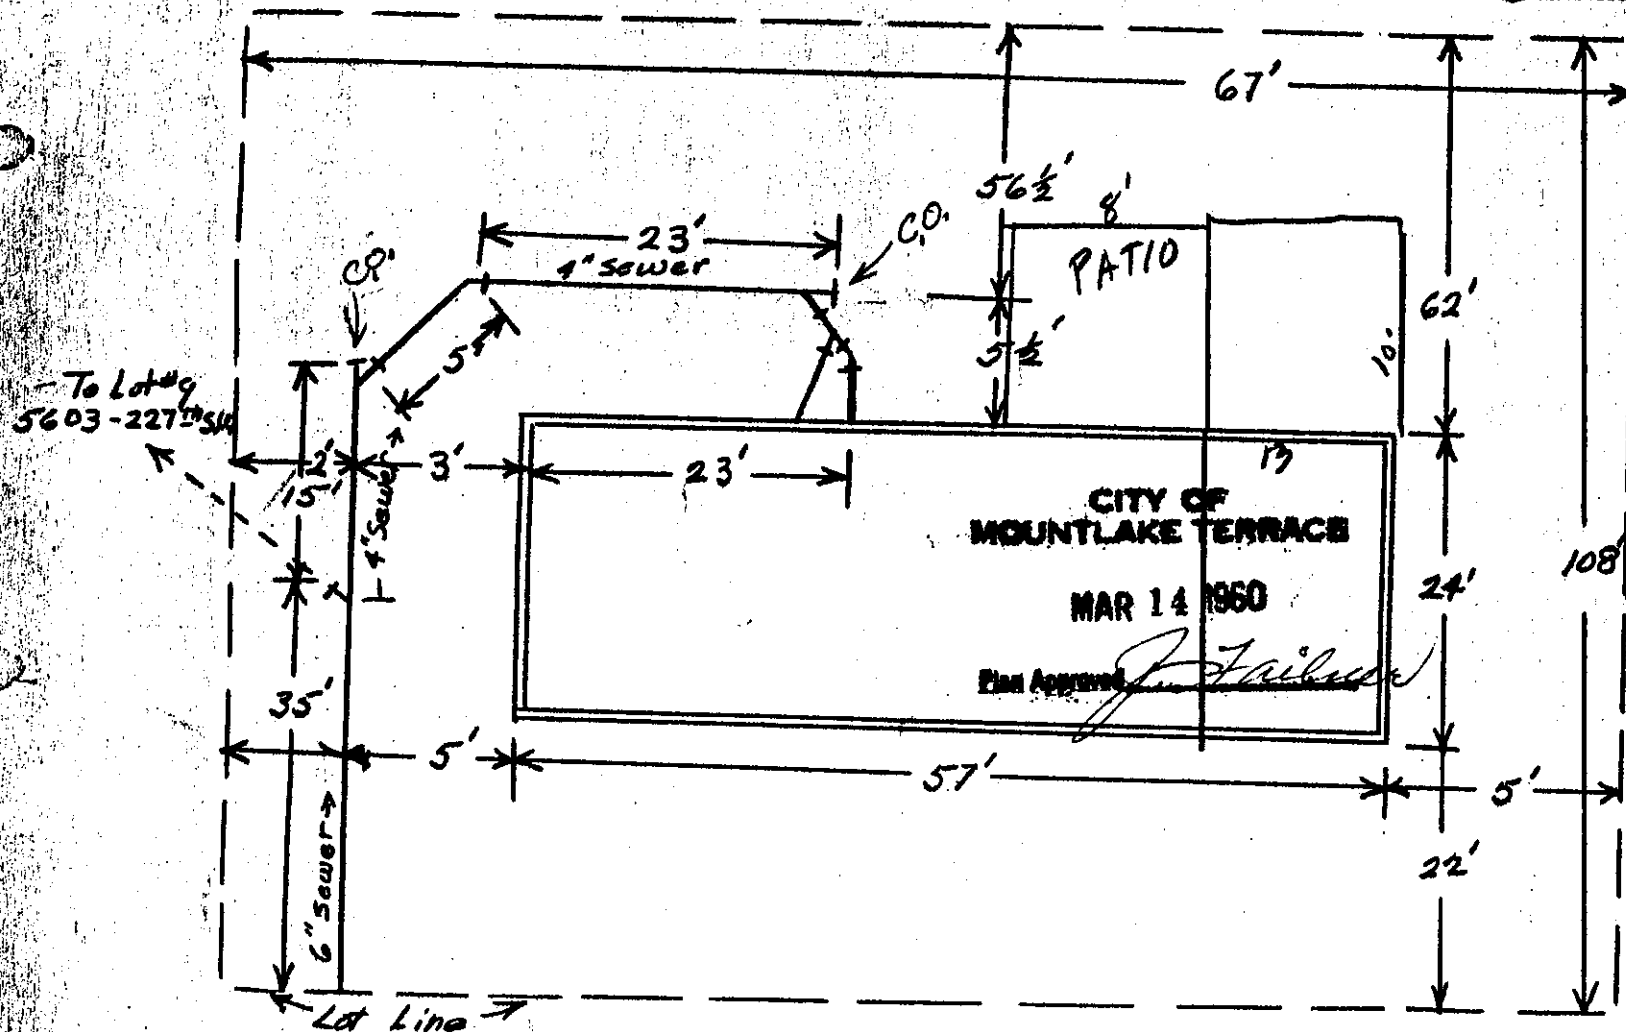 67'
56½'
8'
23'
C.O.
4" Sewer
PATIO
C.O.
62'
5'
5½'
10'
To Lot #9
5603-227TH S.W.
2'
3'
23'
13
15'
4" Sewer
CITY OF
MOUNTLAKE TERRACE
108'
24'
MAR 14 1960
Plan Approved
35'
5'
57'
5'
6" Sewer
22'
Lot Line